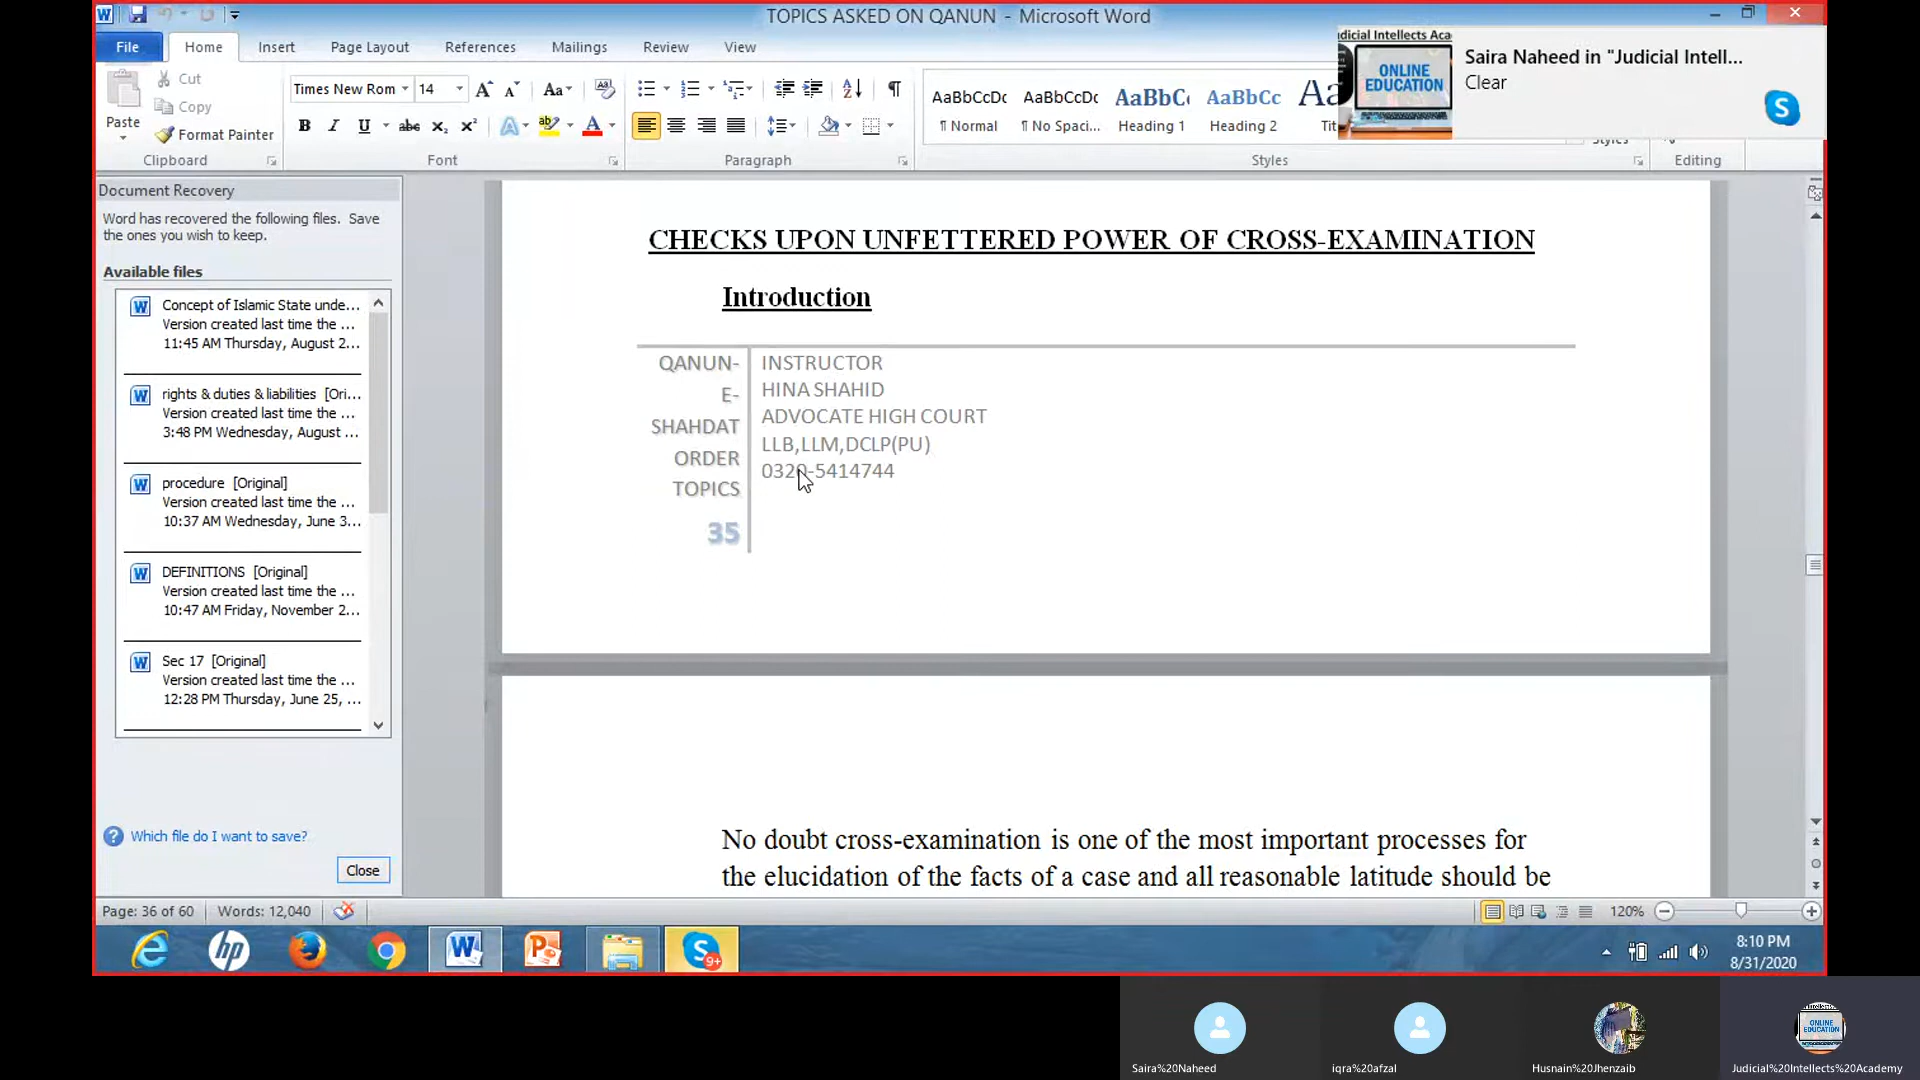 TOPICS ASKED ON QANUN - Microsoft Word
File Home Insert Page Layout References Mailings Review View
Paste
Cut
Copy
Format Painter
Clipboard
Times New Rom 14
Font
Paragraph
AaBbCcDc AaBbCcDc AaBbC AaBbCc
¶ Normal ¶ No Spaci... Heading 1 Heading 2
Styles
Editing
ONLINE
EDUCATION
Saira Naheed in "Judicial Intell...
Clear
Document Recovery
Word has recovered the following files. Save
the ones you wish to keep.
Available files
Concept of Islamic State unde...
Version created last time the ...
11:45 AM Thursday, August 2...
rights & duties & liabilities [Ori...
Version created last time the ...
3:48 PM Wednesday, August ...
procedure [Original]
Version created last time the ...
10:37 AM Wednesday, June 3...
DEFINITIONS [Original]
Version created last time the ...
10:47 AM Friday, November 2...
Sec 17 [Original]
Version created last time the ...
12:28 PM Thursday, June 25, ...
Which file do I want to save?
Close
CHECKS UPON UNFETTERED POWER OF CROSS-EXAMINATION
Introduction
QANUN-
E-
SHAHDAT
ORDER
TOPICS
35
INSTRUCTOR
HINA SHAHID
ADVOCATE HIGH COURT
LLB,LLM,DCLP(PU)
0320-5414744
No doubt cross-examination is one of the most important processes for
the elucidation of the facts of a case and all reasonable latitude should be
Page: 36 of 60 Words: 12,040
120%
8:10 PM
8/31/2020
Saira%20Naheed
iqra%20afzal
Husnain%20Jhenzaib
Judicial%20Intellects%20Academy